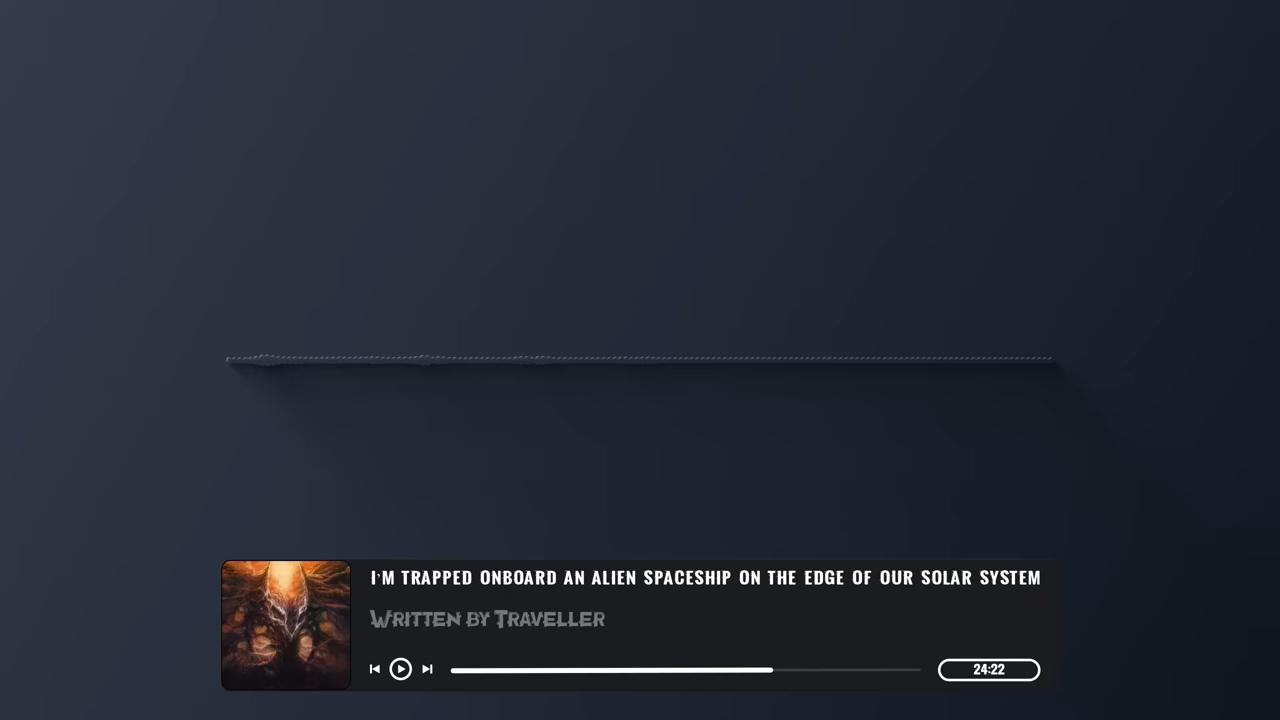 I'M TRAPPED ONBOARD AN ALIEN SPACESHIP ON THE EDGE OF OUR SOLAR SYSTEM
WRITTEN BY TRAVELLER
24:22